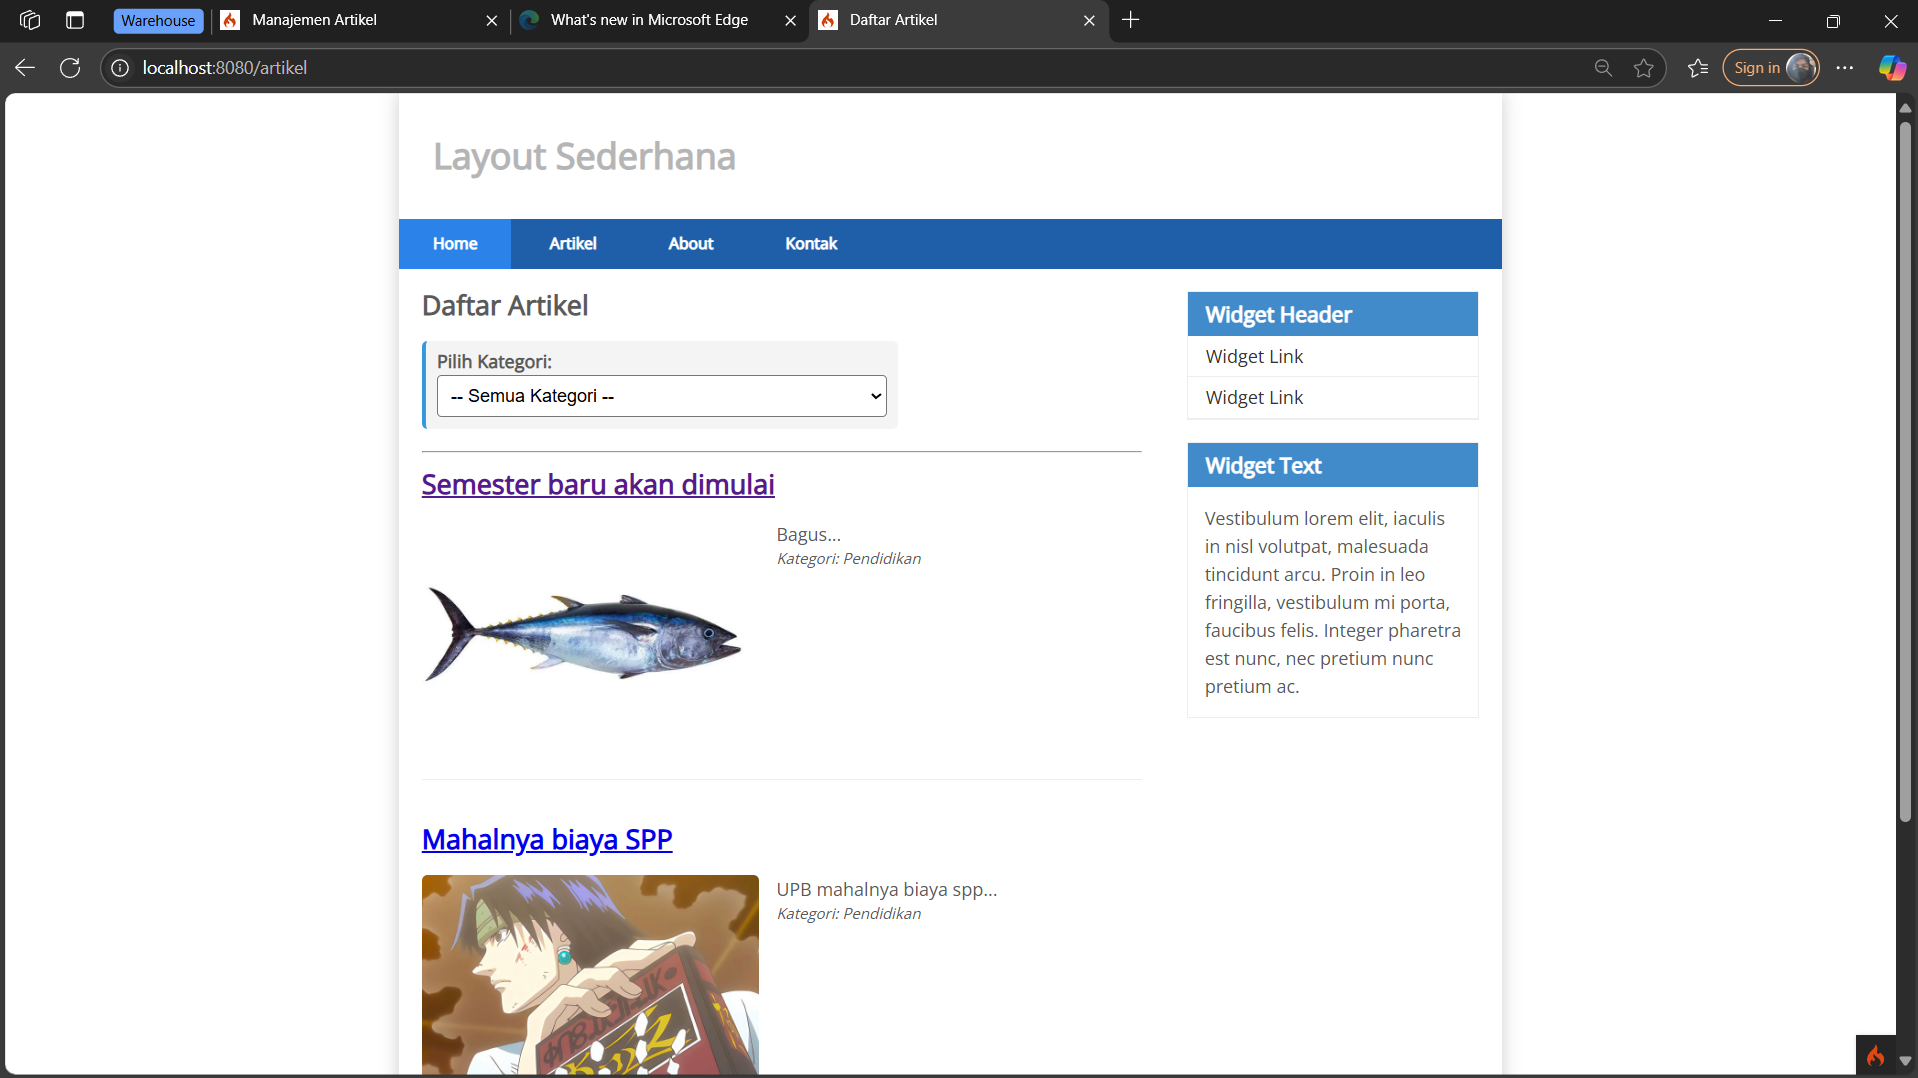 Warehouse
Manajemen Artikel
What's new in Microsoft Edge
Daftar Artikel
localhost:8080/artikel
Sign in
Layout Sederhana
Home
Artikel
About
Kontak
Daftar Artikel
Pilih Kategori:
-- Semua Kategori --
Semester baru akan dimulai
Bagus...
Kategori: Pendidikan
Mahalnya biaya SPP
UPB mahalnya biaya spp...
Kategori: Pendidikan
Widget Header
Widget Link
Widget Link
Widget Text
Vestibulum lorem elit, iaculis
in nisl volutpat, malesuada
tincidunt arcu. Proin in leo
fringilla, vestibulum mi porta,
faucibus felis. Integer pharetra
est nunc, nec pretium nunc
pretium ac.